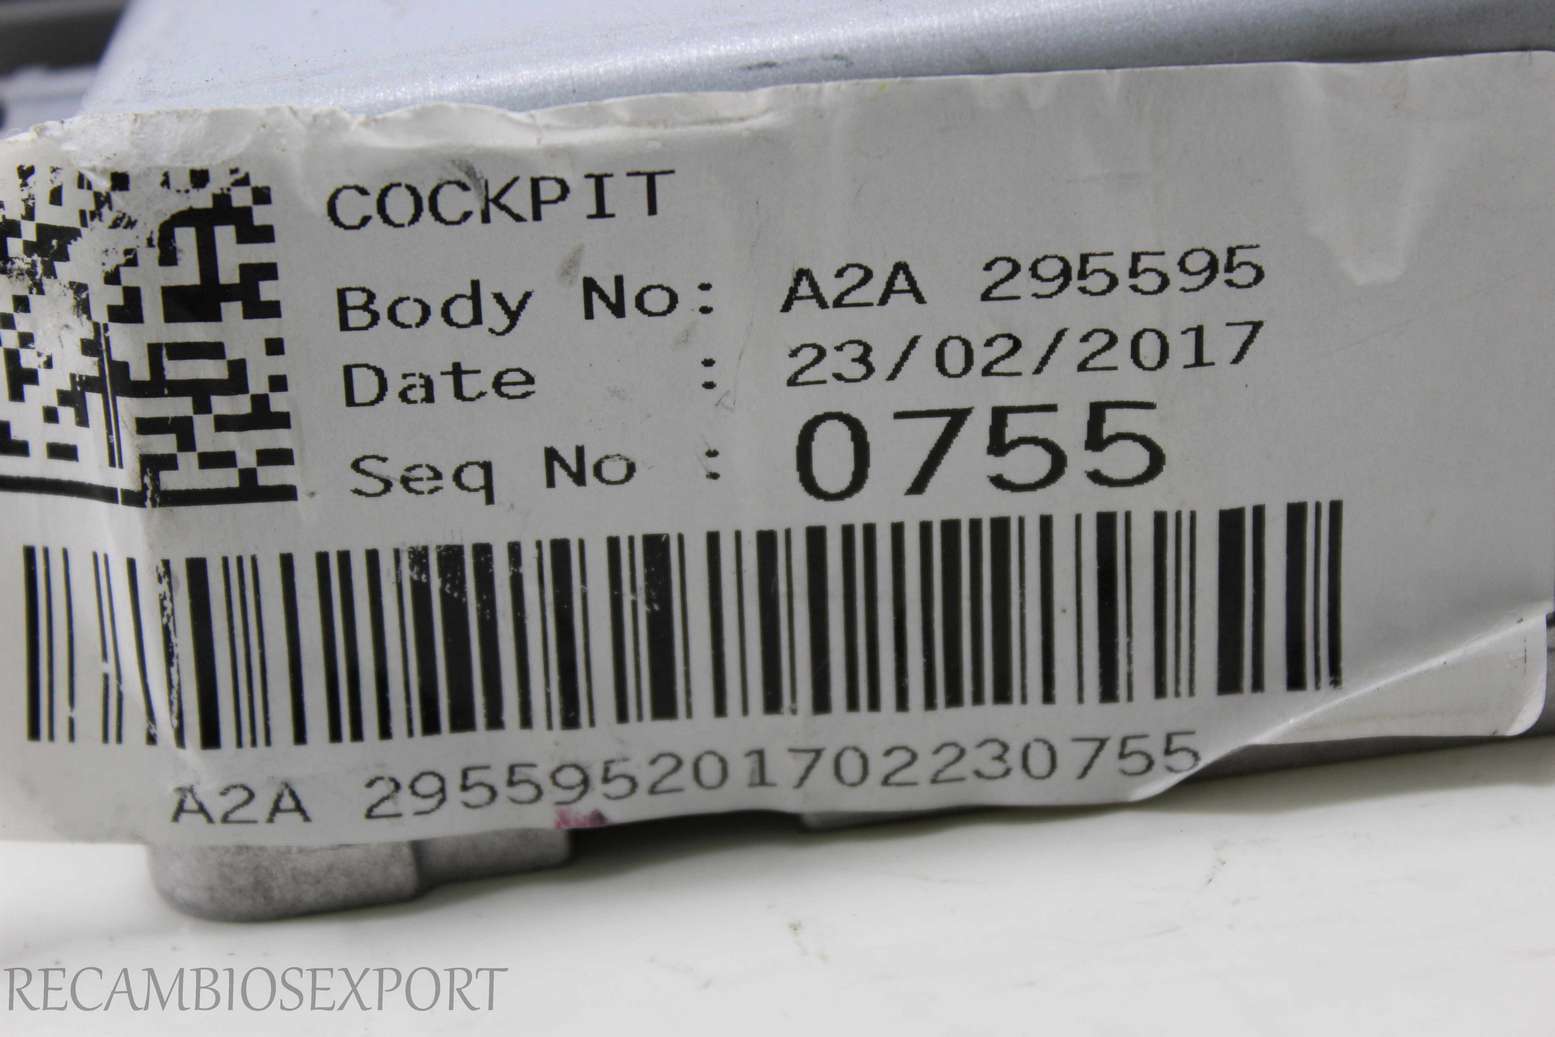 COCKPIT
Body No: A2A 295595
Date : 23/02/2017
Seq No : 0755
A2A 295595201702230755
RECAMBIOSEXPORT